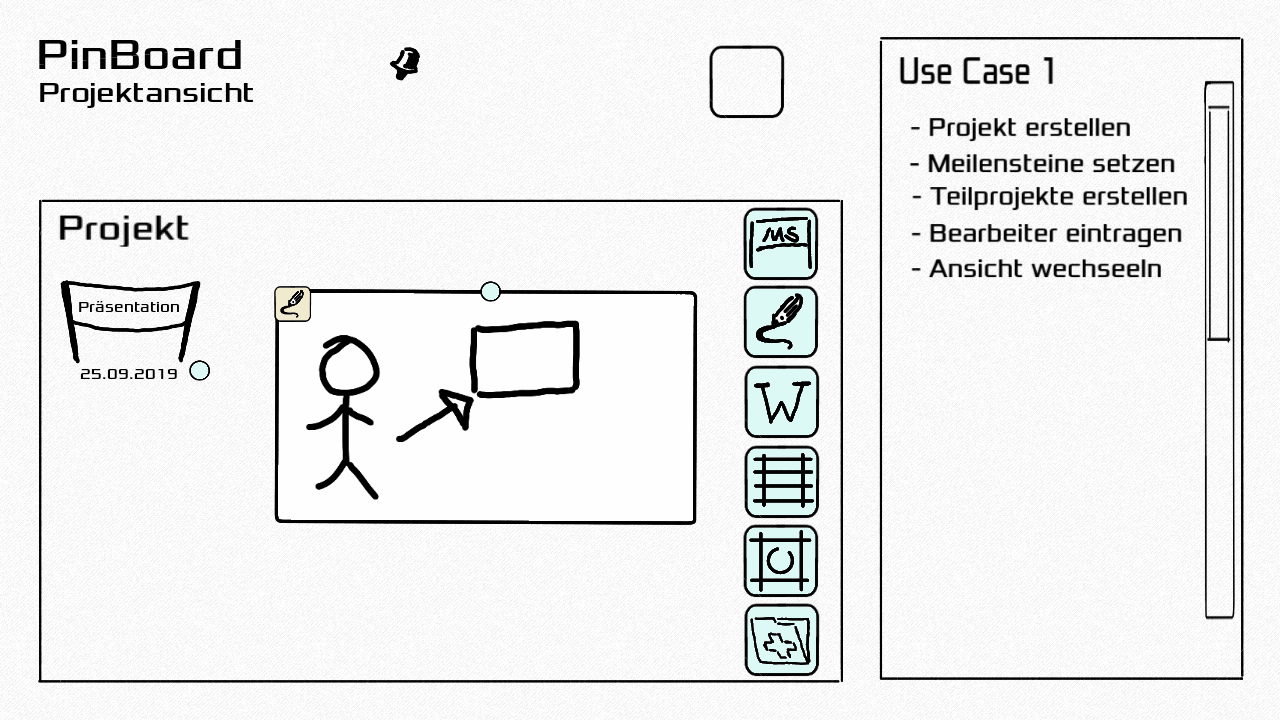 PinBoard
Projektansicht
Projekt
Präsentation
25.09.2019
MS
W
Use Case 1
- Projekt erstellen
- Meilensteine setzen
- Teilprojekte erstellen
- Bearbeiter eintragen
- Ansicht wechseeln